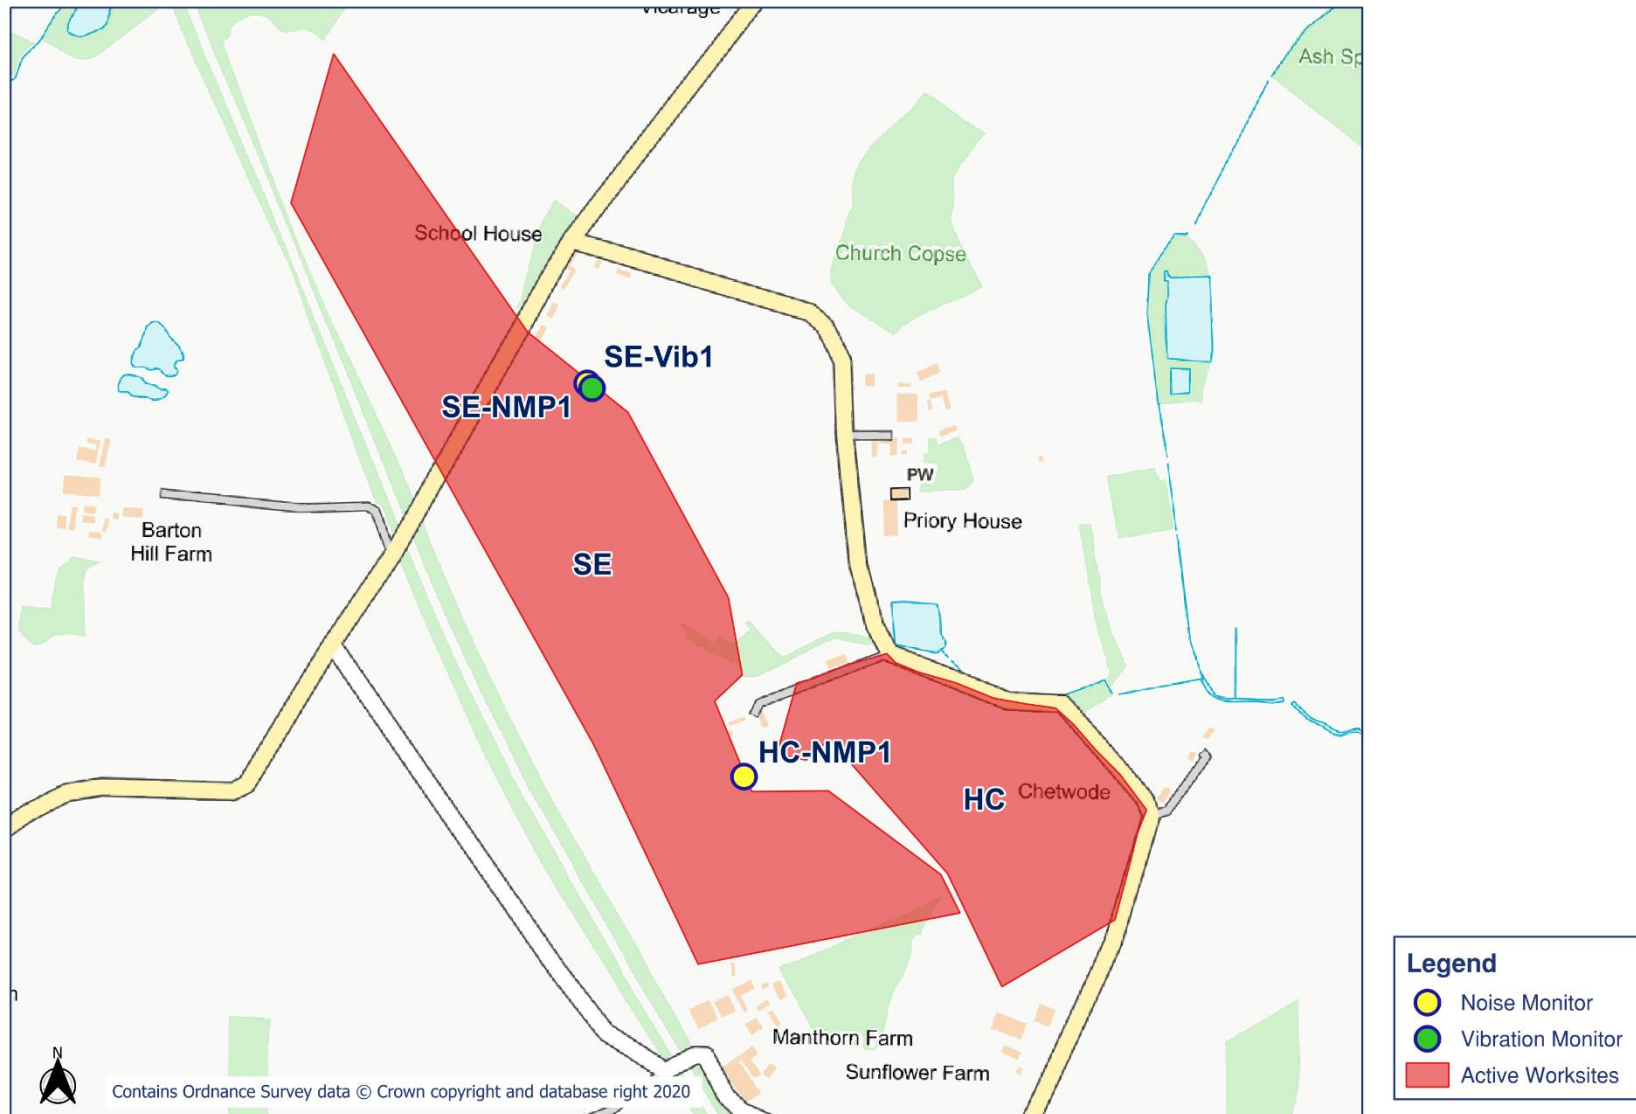 Vicarage
Ash Sp
School House
Church Copse
SE-Vib1
SE-NMP1
PW
Priory House
Barton
Hill Farm
SE
HC-NMP1
HC
Chetwode
n
Manthorn Farm
Sunflower Farm
N
Contains Ordnance Survey data © Crown copyright and database right 2020
Legend
Noise Monitor
Vibration Monitor
Active Worksites